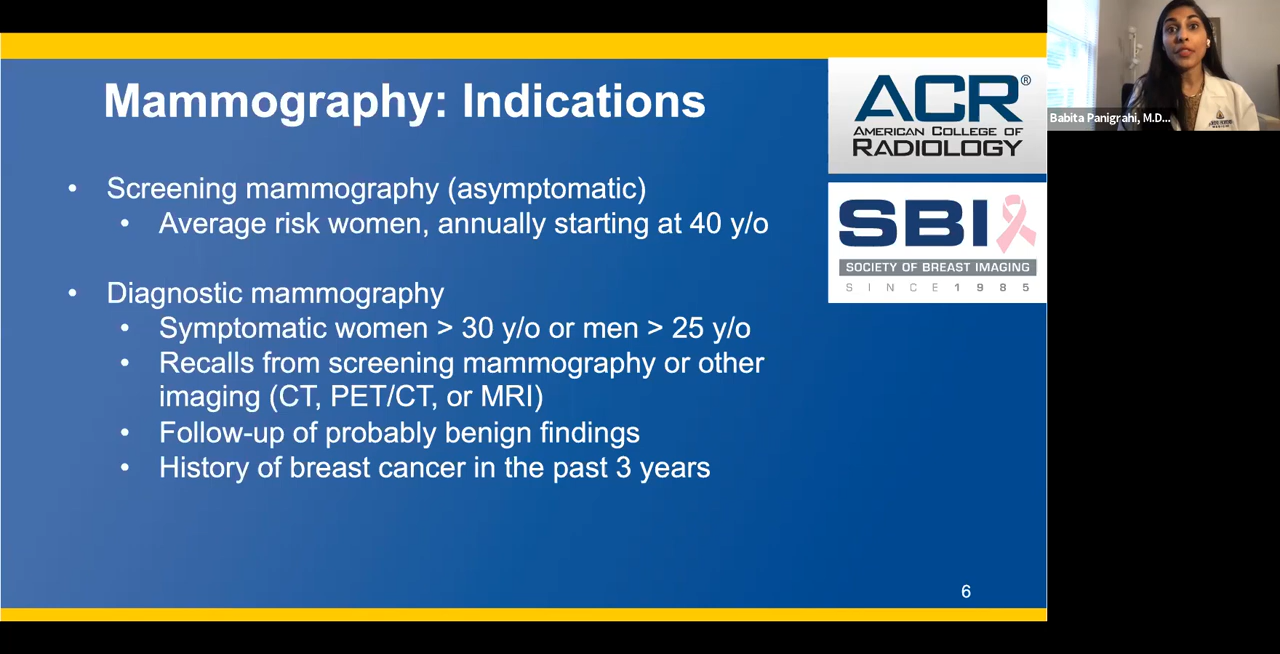 Mammography: Indications
• Screening mammography (asymptomatic)
• Average risk women, annually starting at 40 y/o
• Diagnostic mammography
• Symptomatic women > 30 y/o or men > 25 y/o
• Recalls from screening mammography or other
imaging (CT, PET/CT, or MRI)
• Follow-up of probably benign findings
• History of breast cancer in the past 3 years
6
ACR®
AMERICAN COLLEGE OF
RADIOLOGY
SBI
SOCIETY OF BREAST IMAGING
SINCE 1985
Babita Panigrahi, M.D...